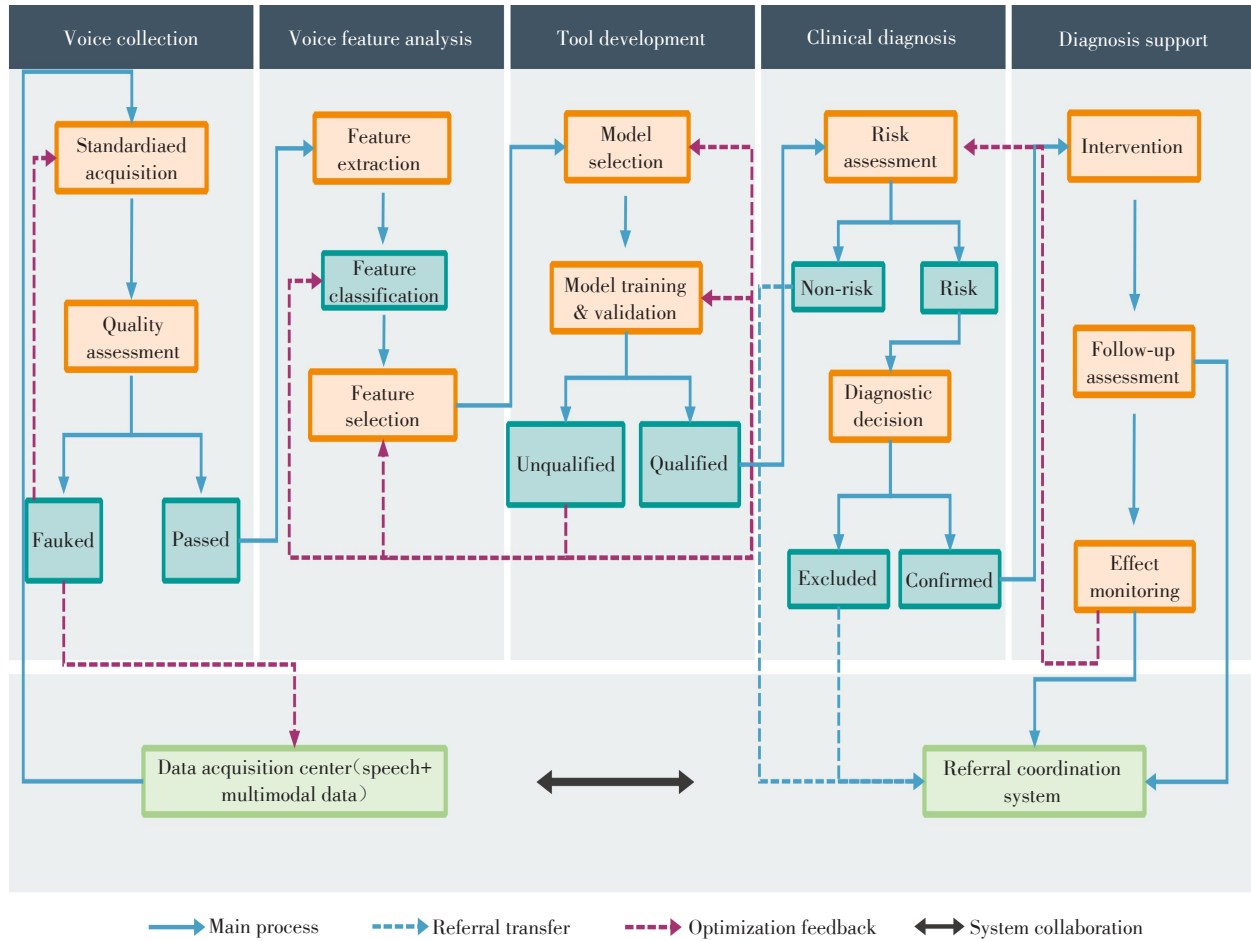 Voice collection
Voice feature analysis
Tool development
Clinical diagnosis
Diagnosis support
Standardiaed
acquisition
Quality
assessment
Fauked
Passed
Feature
extraction
Feature
classification
Feature
selection
Model
selection
Model training
& validation
Unqualified
Qualified
Risk
assessment
Non-risk
Risk
Diagnostic
decision
Excluded
Confirmed
Intervention
Follow-up
assessment
Effect
monitoring
Data acquisition center(speech+
multimodal data)
Referral coordination
system
Main process
Referral transfer
Optimization feedback
System collaboration